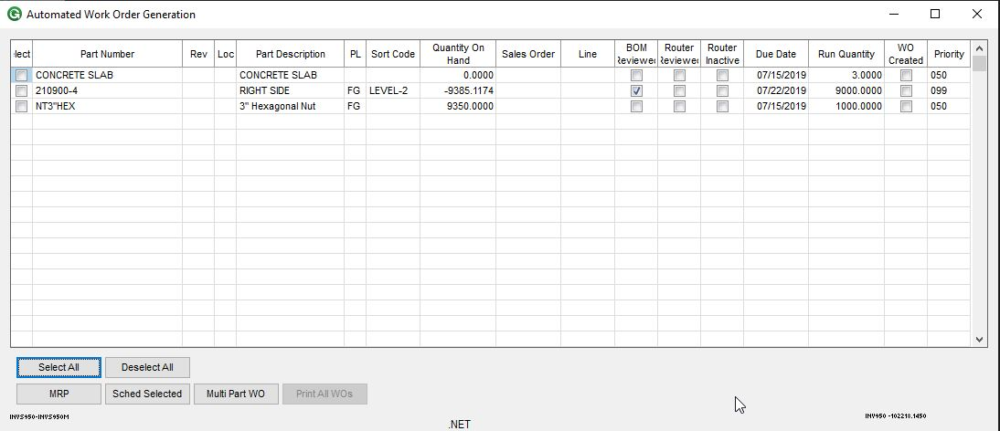 G Automated Work Order Generation
lect Part Number Rev Loc Part Description PL Sort Code Quantity On Hand Sales Order Line BOM Reviewed Router Reviewed Router Inactive Due Date Run Quantity WO Created Priority
CONCRETE SLAB CONCRETE SLAB 0.0000 07/15/2019 3.0000 050
210900-4 RIGHT SIDE FG LEVEL-2 -9385.1174 07/22/2019 9000.0000 099
NT3"HEX 3" Hexagonal Nut FG 9350.0000 07/15/2019 1000.0000 050
Select All Deselect All
MRP Sched Selected Multi Part WO Print All WOs
INVS950-INVS950M INV950 -102218.1450
.NET